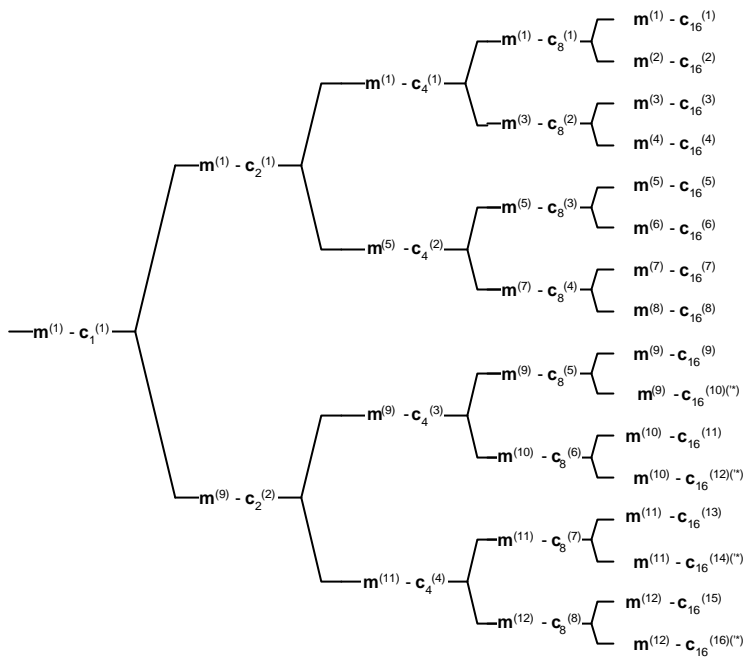 m⁽¹⁾ - c₁⁽¹⁾
m⁽¹⁾ - c₂⁽¹⁾
m⁽⁹⁾ - c₂⁽²⁾
m⁽¹⁾ - c₄⁽¹⁾
m⁽⁵⁾ - c₄⁽²⁾
m⁽⁹⁾ - c₄⁽³⁾
m⁽¹¹⁾ - c₄⁽⁴⁾
m⁽¹⁾ - c₈⁽¹⁾
m⁽³⁾ - c₈⁽²⁾
m⁽⁵⁾ - c₈⁽³⁾
m⁽⁷⁾ - c₈⁽⁴⁾
m⁽⁹⁾ - c₈⁽⁵⁾
m⁽¹⁰⁾ - c₈⁽⁶⁾
m⁽¹¹⁾ - c₈⁽⁷⁾
m⁽¹²⁾ - c₈⁽⁸⁾
m⁽¹⁾ - c₁₆⁽¹⁾
m⁽²⁾ - c₁₆⁽²⁾
m⁽³⁾ - c₁₆⁽³⁾
m⁽⁴⁾ - c₁₆⁽⁴⁾
m⁽⁵⁾ - c₁₆⁽⁵⁾
m⁽⁶⁾ - c₁₆⁽⁶⁾
m⁽⁷⁾ - c₁₆⁽⁷⁾
m⁽⁸⁾ - c₁₆⁽⁸⁾
m⁽⁹⁾ - c₁₆⁽⁹⁾
m⁽⁹⁾ - c₁₆⁽¹⁰⁾('*)
m⁽¹⁰⁾ - c₁₆⁽¹¹⁾
m⁽¹⁰⁾ - c₁₆⁽¹²⁾('*)
m⁽¹¹⁾ - c₁₆⁽¹³⁾
m⁽¹¹⁾ - c₁₆⁽¹⁴⁾('*)
m⁽¹²⁾ - c₁₆⁽¹⁵⁾
m⁽¹²⁾ - c₁₆⁽¹⁶⁾('*)